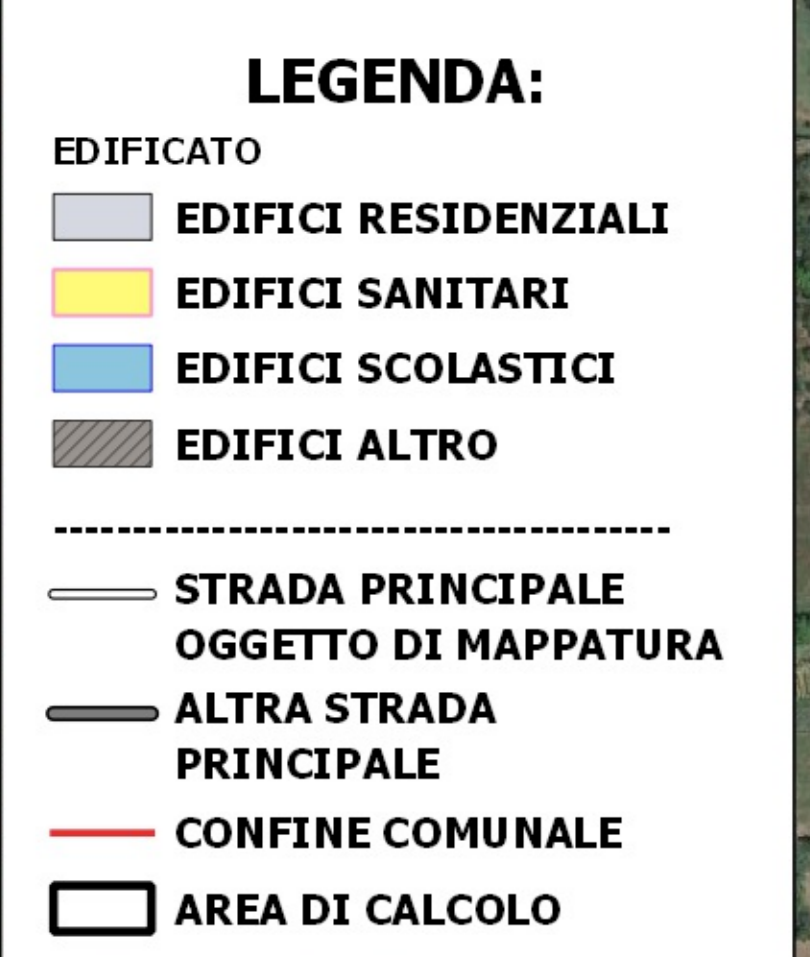 LEGENDA:
EDIFICATO
EDIFICI RESIDENZIALI
EDIFICI SANITARI
EDIFICI SCOLASTICI
EDIFICI ALTRO
---------------------------------------
STRADA PRINCIPALE
OGGETTO DI MAPPATURA
ALTRA STRADA
PRINCIPALE
CONFINE COMUNALE
AREA DI CALCOLO